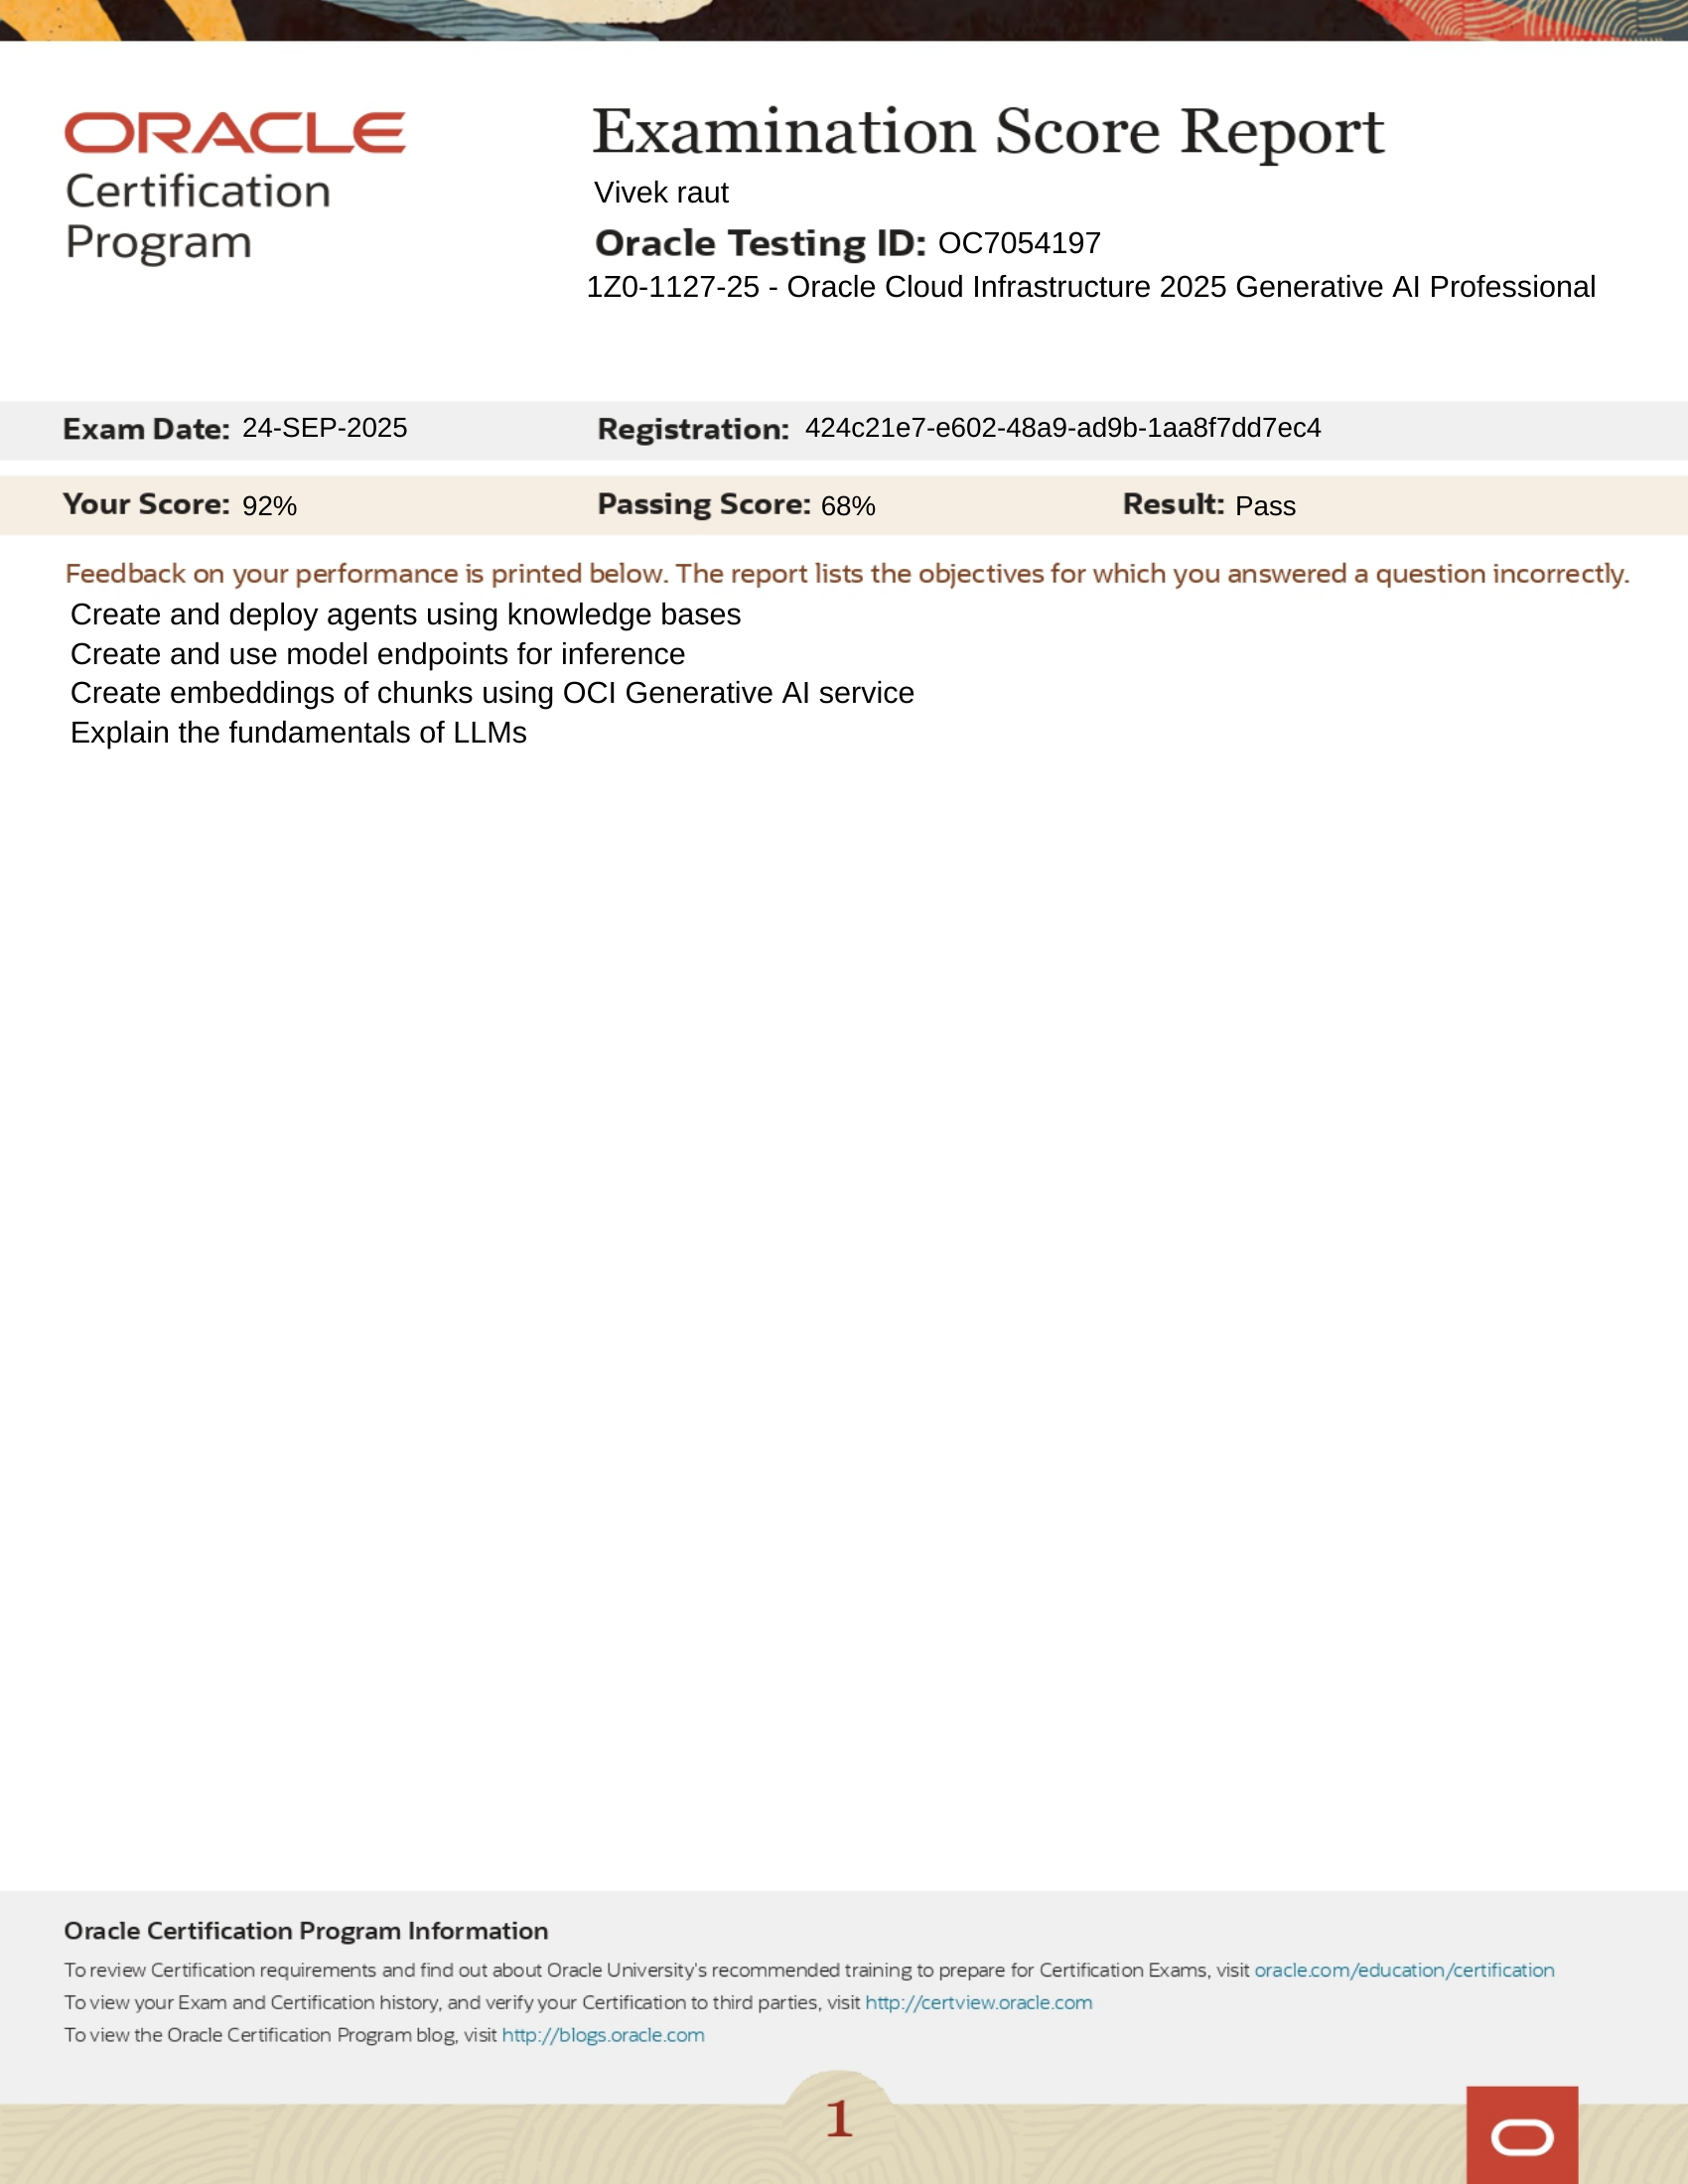 ORACLE
Certification
Program
Examination Score Report
Vivek raut
Oracle Testing ID: OC7054197
1Z0-1127-25 - Oracle Cloud Infrastructure 2025 Generative AI Professional
Exam Date: 24-SEP-2025 Registration: 424c21e7-e602-48a9-ad9b-1aa8f7dd7ec4
Your Score: 92% Passing Score: 68% Result: Pass
Feedback on your performance is printed below. The report lists the objectives for which you answered a question incorrectly.
Create and deploy agents using knowledge bases
Create and use model endpoints for inference
Create embeddings of chunks using OCI Generative AI service
Explain the fundamentals of LLMs
Oracle Certification Program Information
To review Certification requirements and find out about Oracle University's recommended training to prepare for Certification Exams, visit oracle.com/education/certification
To view your Exam and Certification history, and verify your Certification to third parties, visit http://certview.oracle.com
To view the Oracle Certification Program blog, visit http://blogs.oracle.com
1